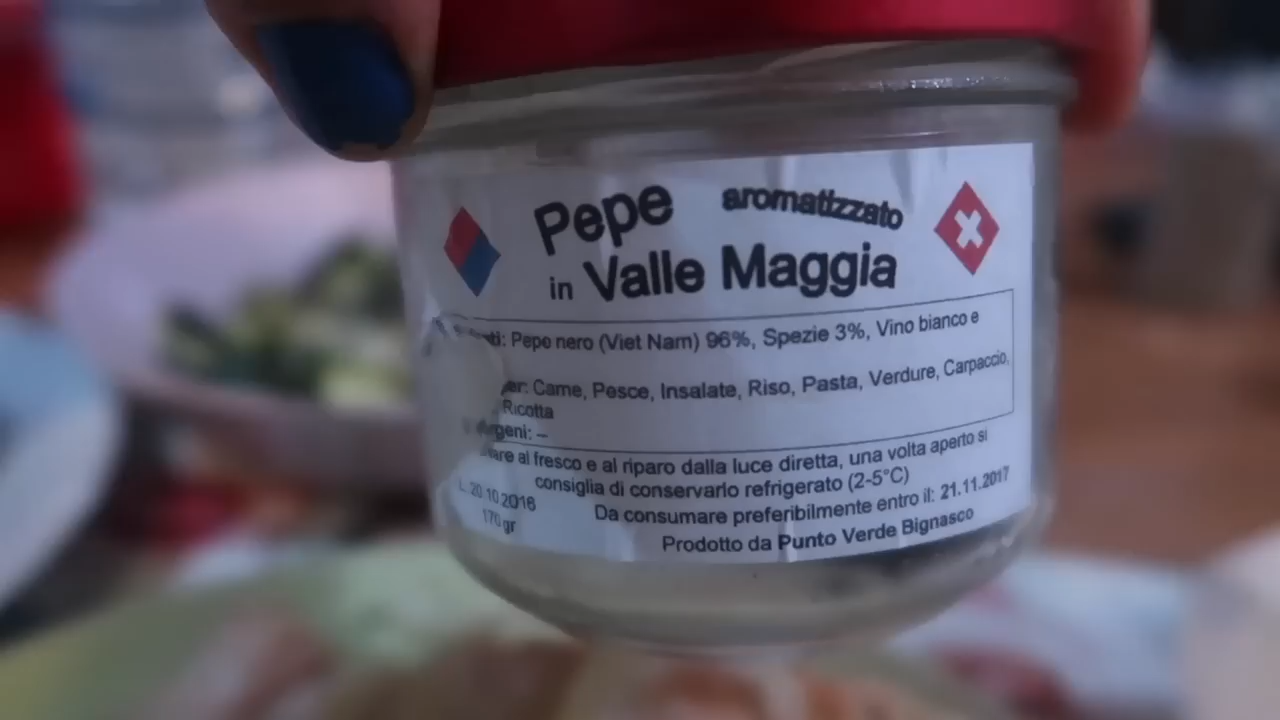 Pepe aromatizzato
in Valle Maggia
Pepe nero (Viet Nam) 96%, Spezie 3%, Vino bianco e
Carne, Pesce, Insalate, Riso, Pasta, Verdure, Carpaccio,
Ricotta
al fresco e al riparo dalla luce diretta, una volta aperto si
consiglia di conservarlo refrigerato (2-5°C)
L. 20.10.2016
Da consumare preferibilmente entro il: 21.11.2017
170 gr
Prodotto da Punto Verde Bignasco